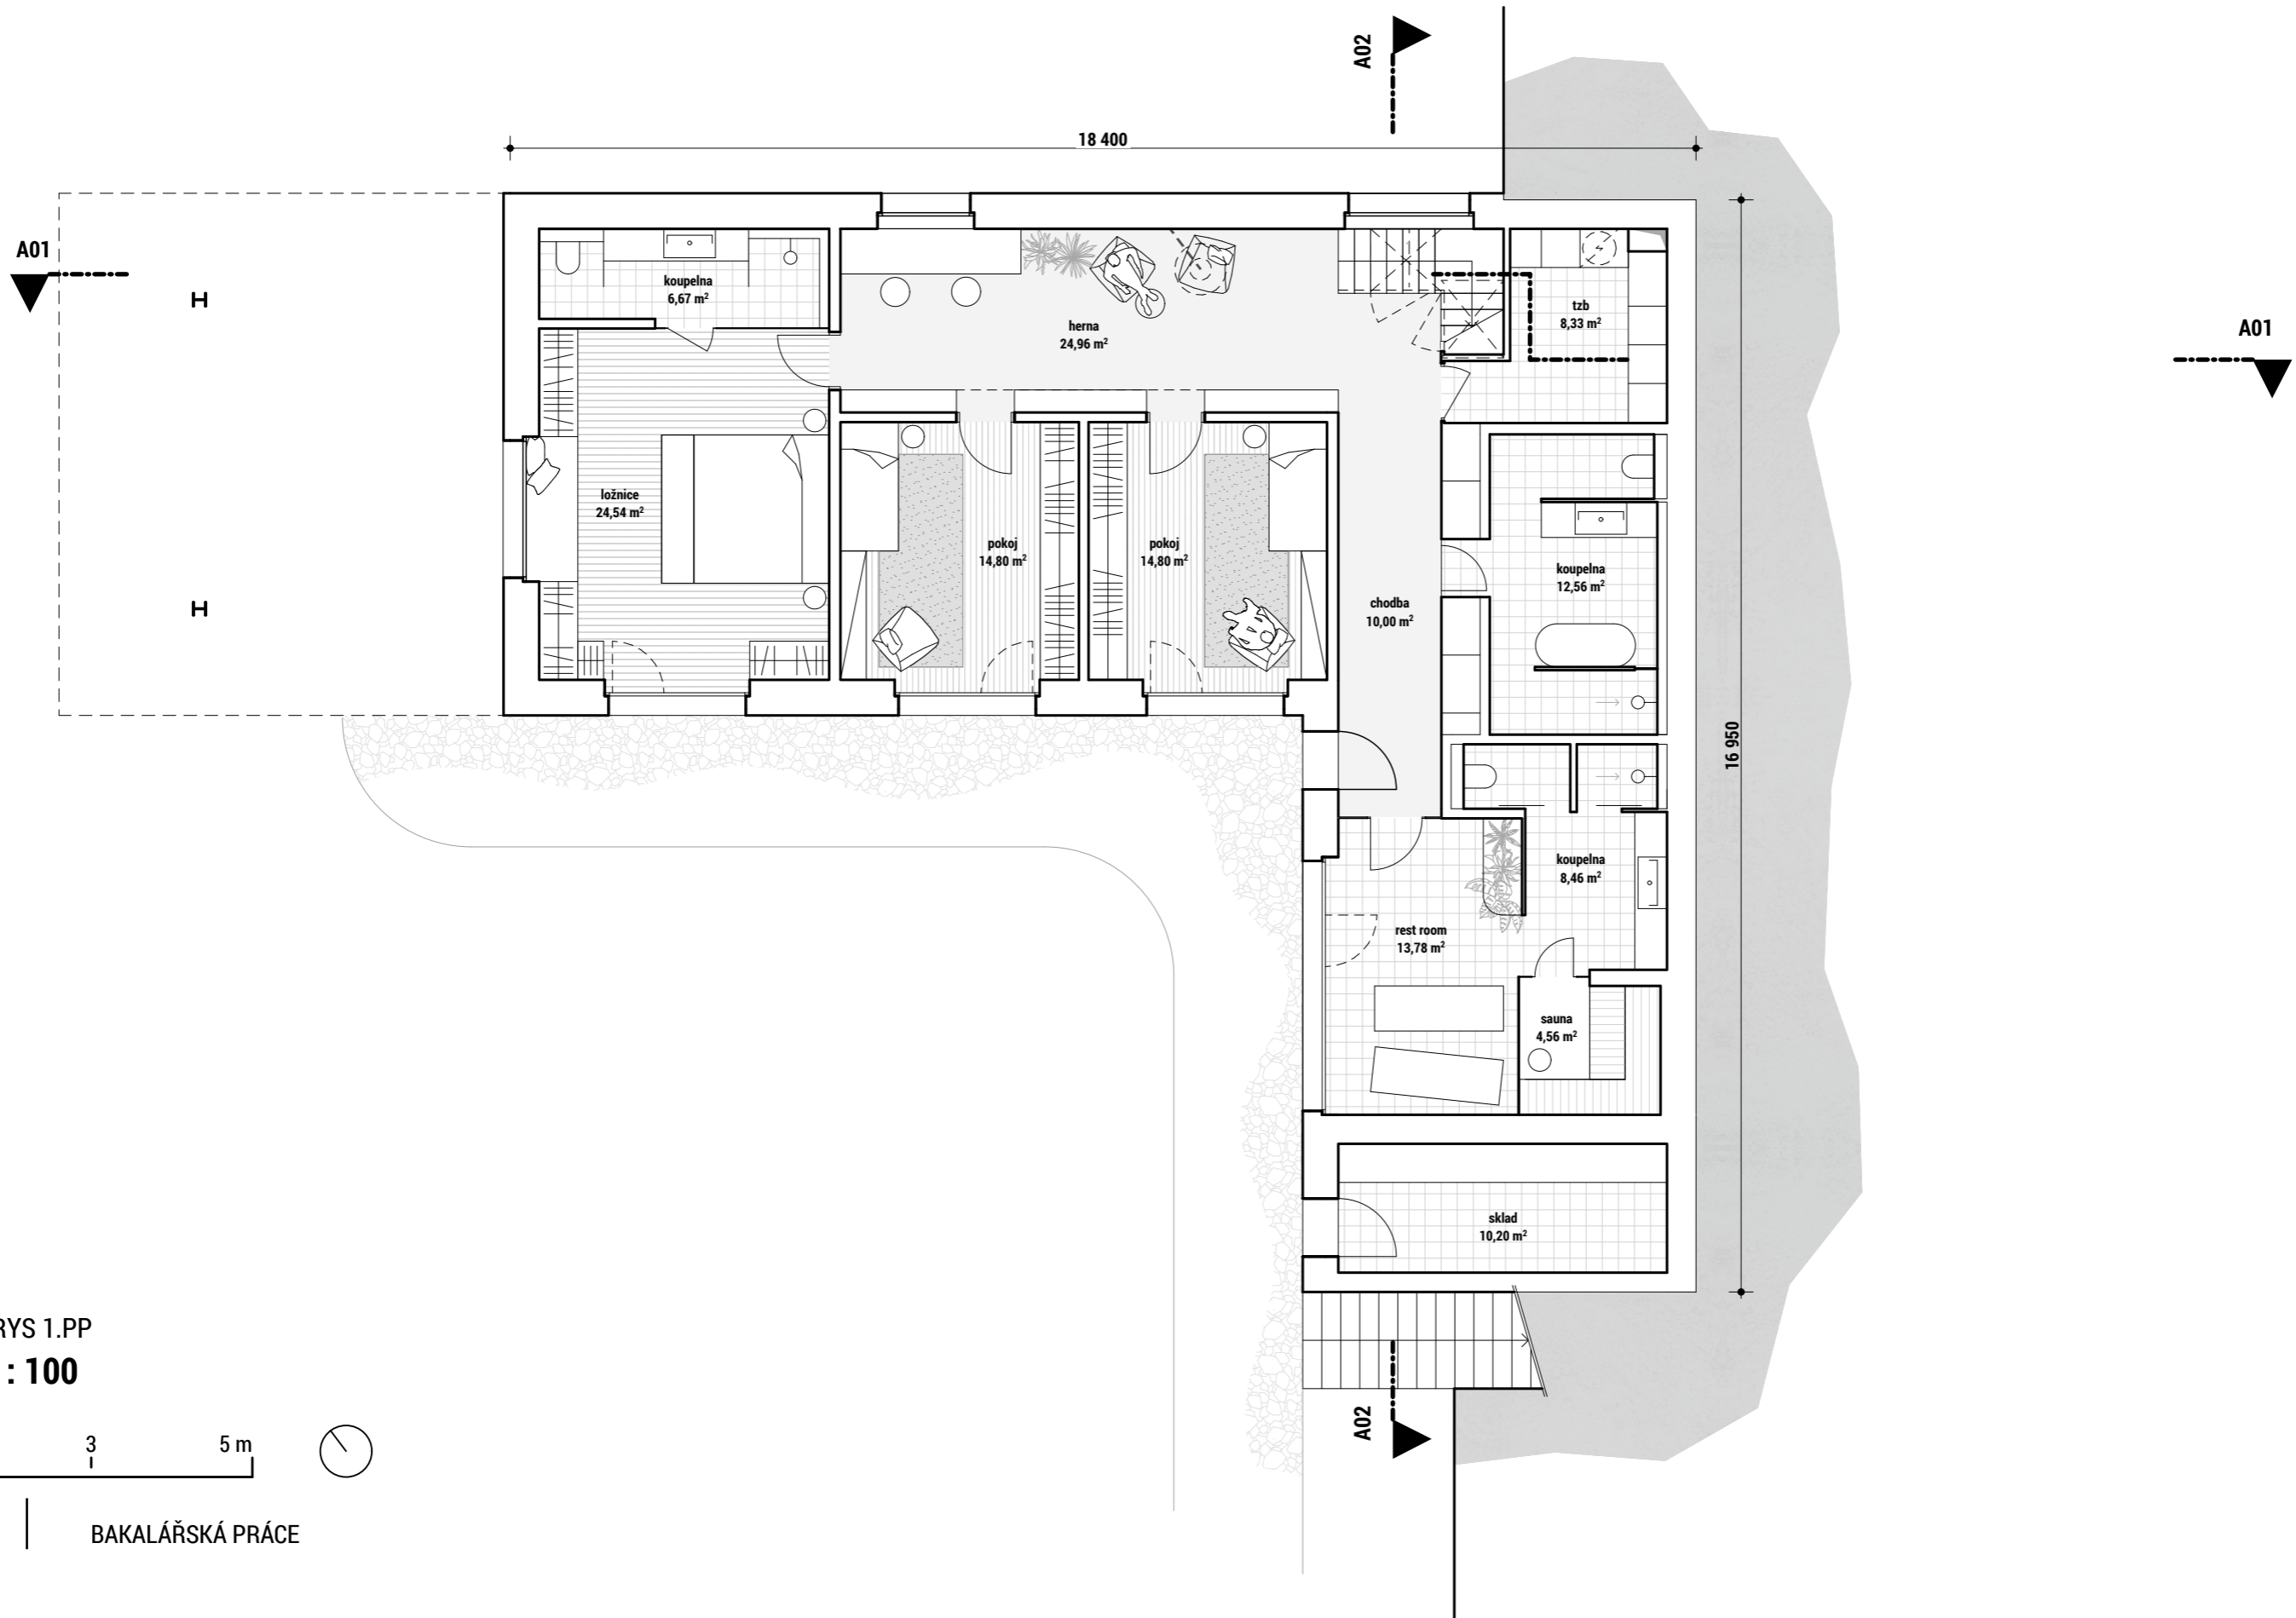 A02
18 400
A01
koupelna
6,67 m²
herna
24,96 m²
tzb
8,33 m²
A01
H
ložnice
24,54 m²
pokoj
14,80 m²
pokoj
14,80 m²
koupelna
12,56 m²
chodba
10,00 m²
H
16 950
koupelna
8,46 m²
rest room
13,78 m²
sauna
4,56 m²
sklad
10,20 m²
RYS 1.PP
: 100
A02
3
5 m
BAKALÁŘSKÁ PRÁCE